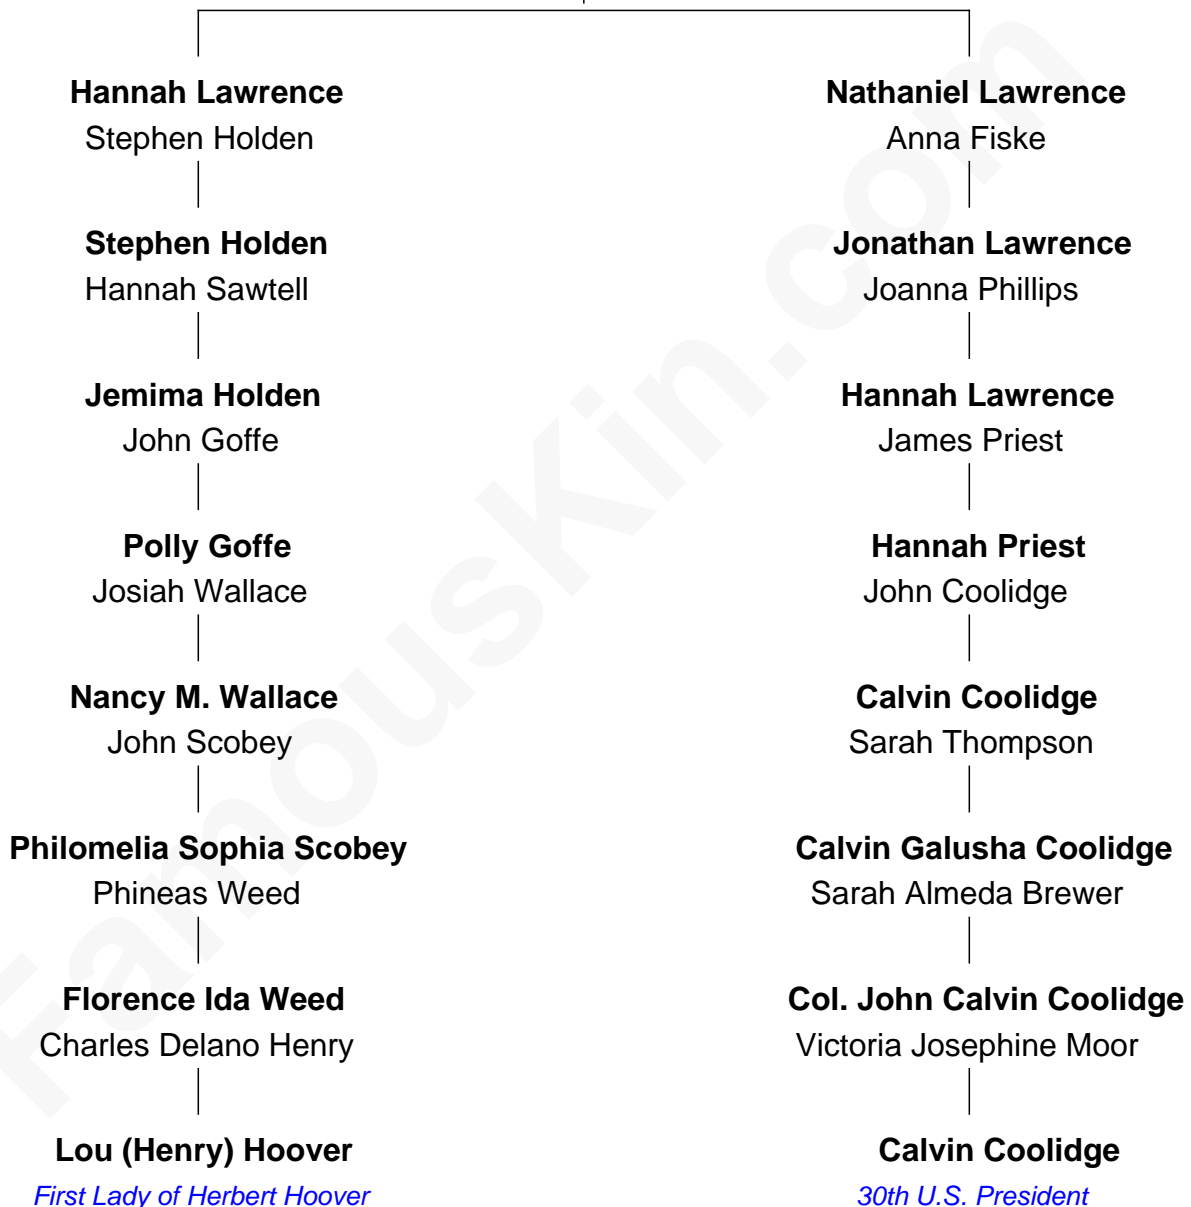 Hannah Lawrence
Stephen Holden
Stephen Holden
Hannah Sawtell
Jemima Holden
John Goffe
Polly Goffe
Josiah Wallace
Nancy M. Wallace
John Scobey
Philomelia Sophia Scobey
Phineas Weed
Florence Ida Weed
Charles Delano Henry
Lou (Henry) Hoover
First Lady of Herbert Hoover
Nathaniel Lawrence
Anna Fiske
Jonathan Lawrence
Joanna Phillips
Hannah Lawrence
James Priest
Hannah Priest
John Coolidge
Calvin Coolidge
Sarah Thompson
Calvin Galusha Coolidge
Sarah Almeda Brewer
Col. John Calvin Coolidge
Victoria Josephine Moor
Calvin Coolidge
30th U.S. President
FamousKin.com